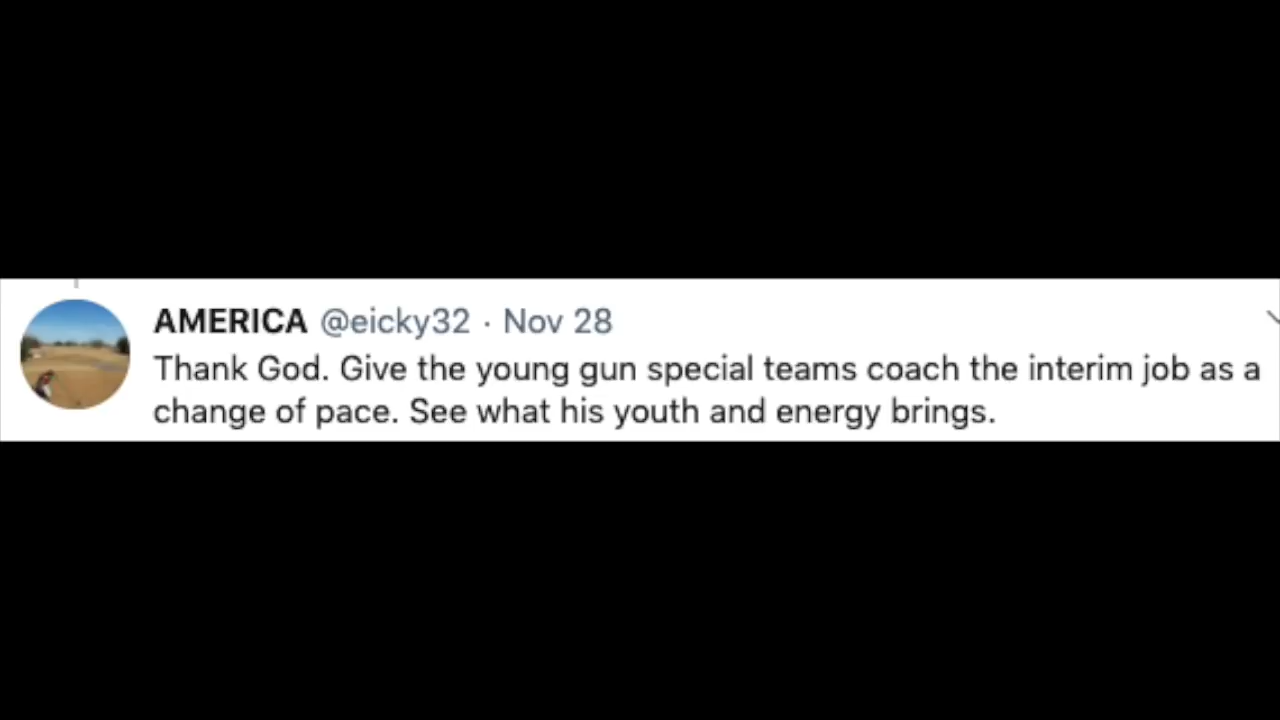 AMERICA @eicky32 · Nov 28
Thank God. Give the young gun special teams coach the interim job as a
change of pace. See what his youth and energy brings.